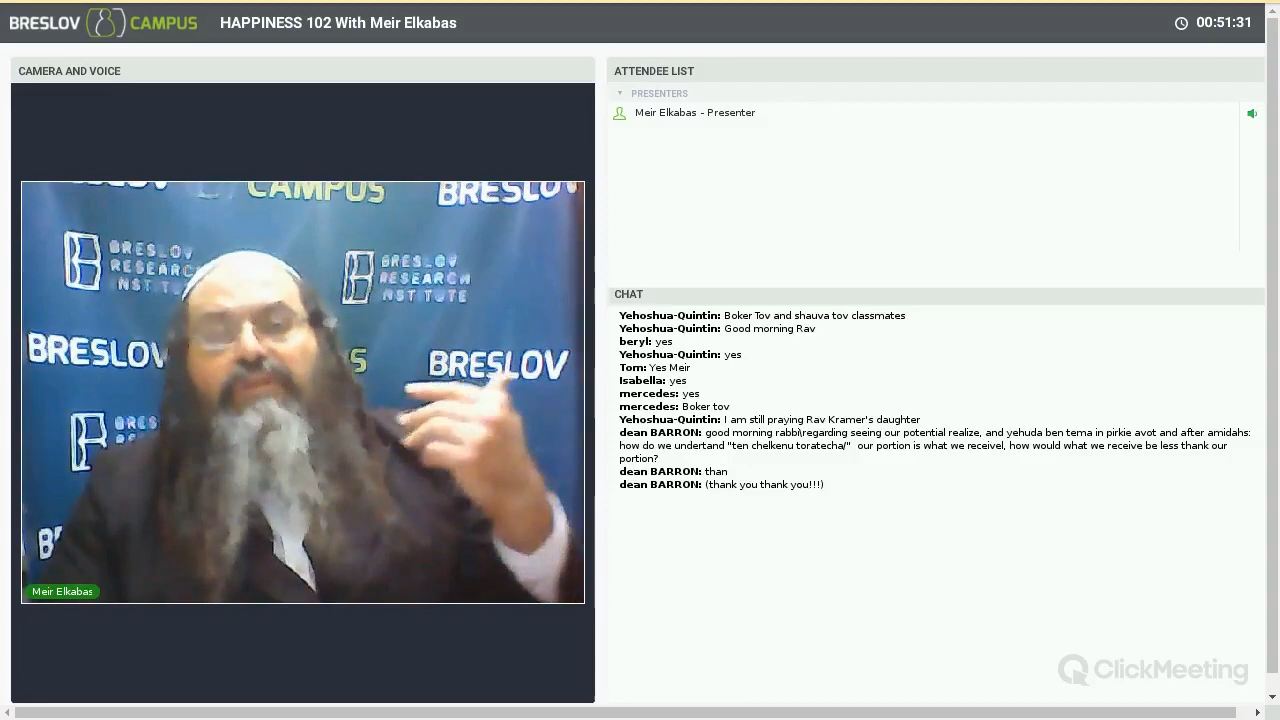 BRESLOV CAMPUS
HAPPINESS 102 With Meir Elkabas
00:51:31
CAMERA AND VOICE
CAMPUS
BRESLOV
BRESLOV
RESEARCH
INSTITUTE
BRESLOV
RESEARCH
INSTITUTE
BRESLOV
BRESLOV
BRES
Meir Elkabas
ATTENDEE LIST
PRESENTERS
Meir Elkabas - Presenter
CHAT
Yehoshua-Quintin: Boker Tov and shauva tov classmates
Yehoshua-Quintin: Good morning Rav
beryl: yes
Yehoshua-Quintin: yes
Tom: Yes Meir
Isabella: yes
mercedes: yes
mercedes: Boker tov
Yehoshua-Quintin: I am still praying Rav Kramer's daughter
dean BARRON: good morning rabbi\regarding seeing our potential realize, and yehuda ben tema in pirkie avot and after amidahs:
how do we undertand "ten chelkenu toratecha/" our portion is what we receivel, how would what we receive be less thank our
portion?
dean BARRON: than
dean BARRON: (thank you thank you!!!)
ClickMeeting